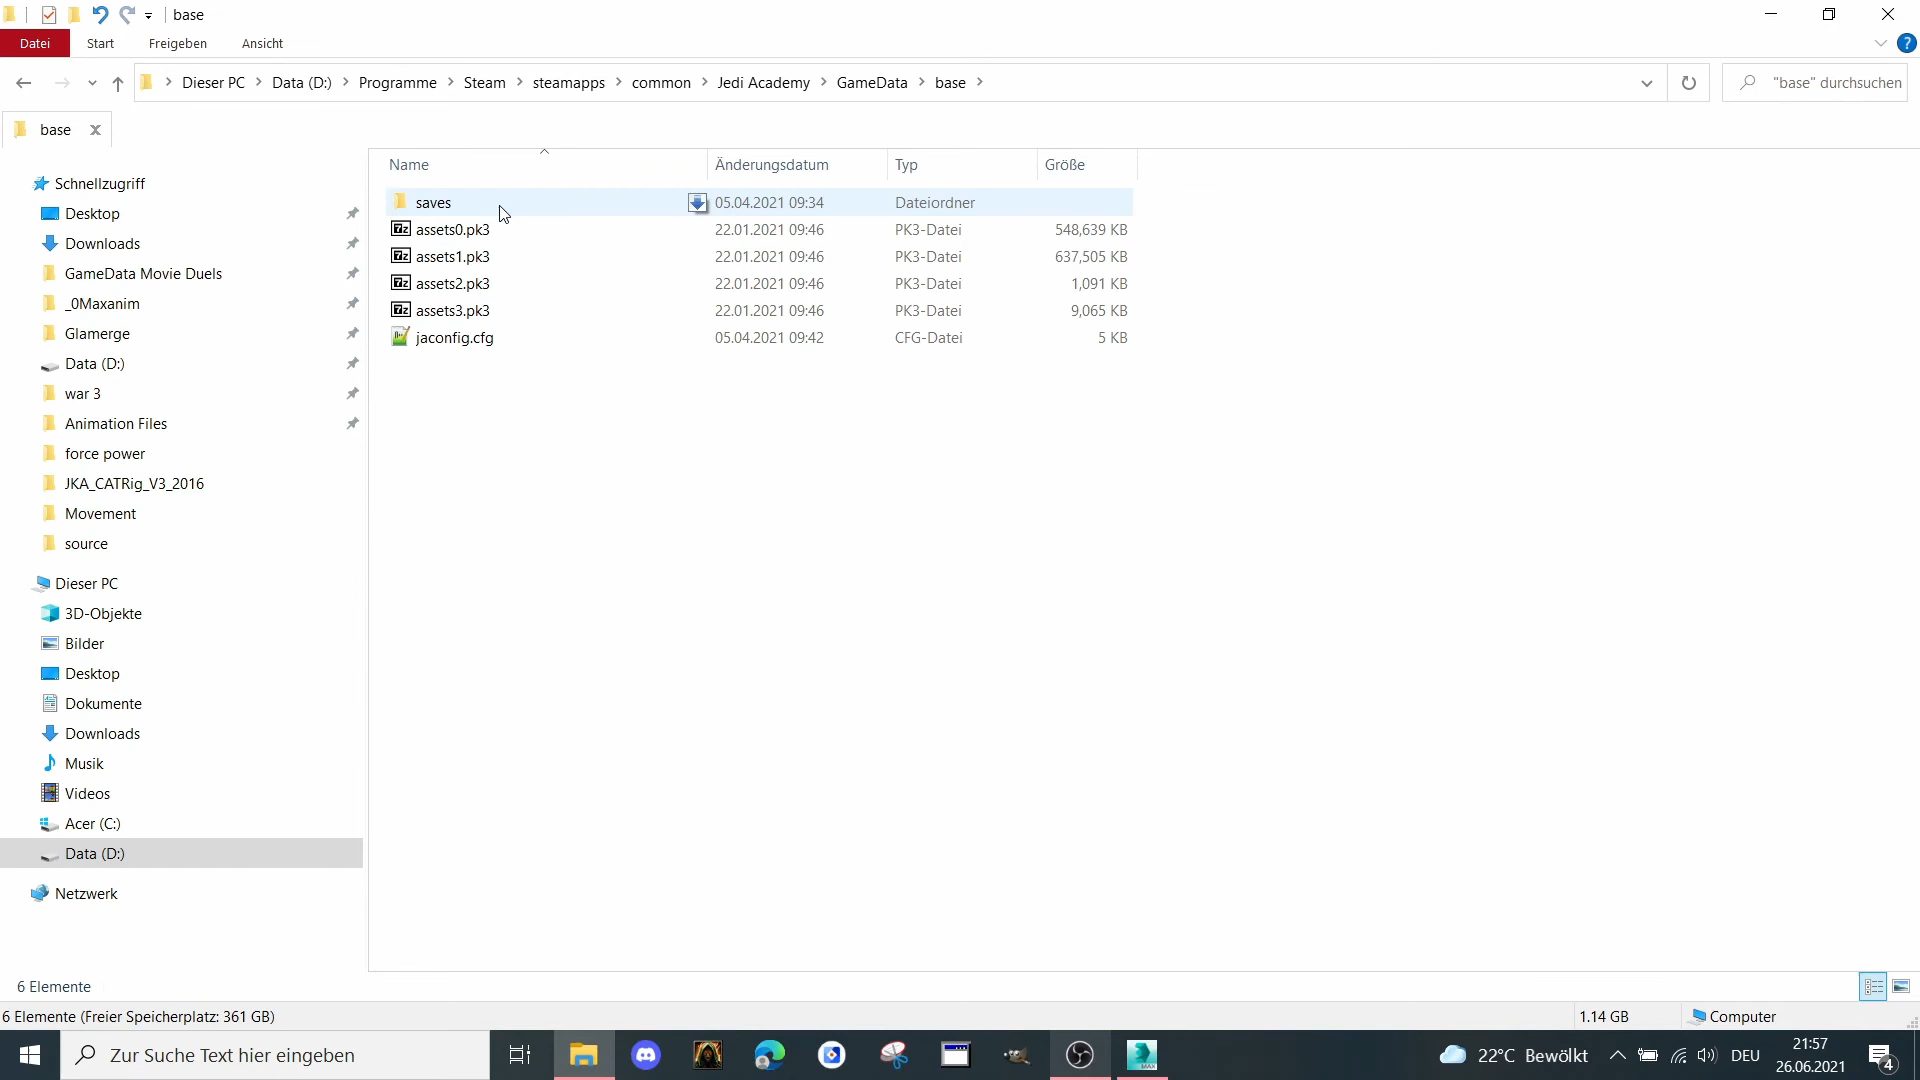 base
Datei Start Freigeben Ansicht
Dieser PC Data (D:) Programme Steam steamapps common Jedi Academy GameData base
"base" durchsuchen
base
Name Änderungsdatum Typ Größe
saves 05.04.2021 09:34 Dateiordner
assets0.pk3 22.01.2021 09:46 PK3-Datei 548,639 KB
assets1.pk3 22.01.2021 09:46 PK3-Datei 637,505 KB
assets2.pk3 22.01.2021 09:46 PK3-Datei 1,091 KB
assets3.pk3 22.01.2021 09:46 PK3-Datei 9,065 KB
jaconfig.cfg 05.04.2021 09:42 CFG-Datei 5 KB
Schnellzugriff
Desktop
Downloads
GameData Movie Duels
_0Maxanim
Glamerge
Data (D:)
war 3
Animation Files
force power
JKA_CATRig_V3_2016
Movement
source
Dieser PC
3D-Objekte
Bilder
Desktop
Dokumente
Downloads
Musik
Videos
Acer (C:)
Data (D:)
Netzwerk
6 Elemente
6 Elemente (Freier Speicherplatz: 361 GB)
1.14 GB
Computer
Zur Suche Text hier eingeben
22°C Bewölkt
DEU
21:57
26.06.2021
4